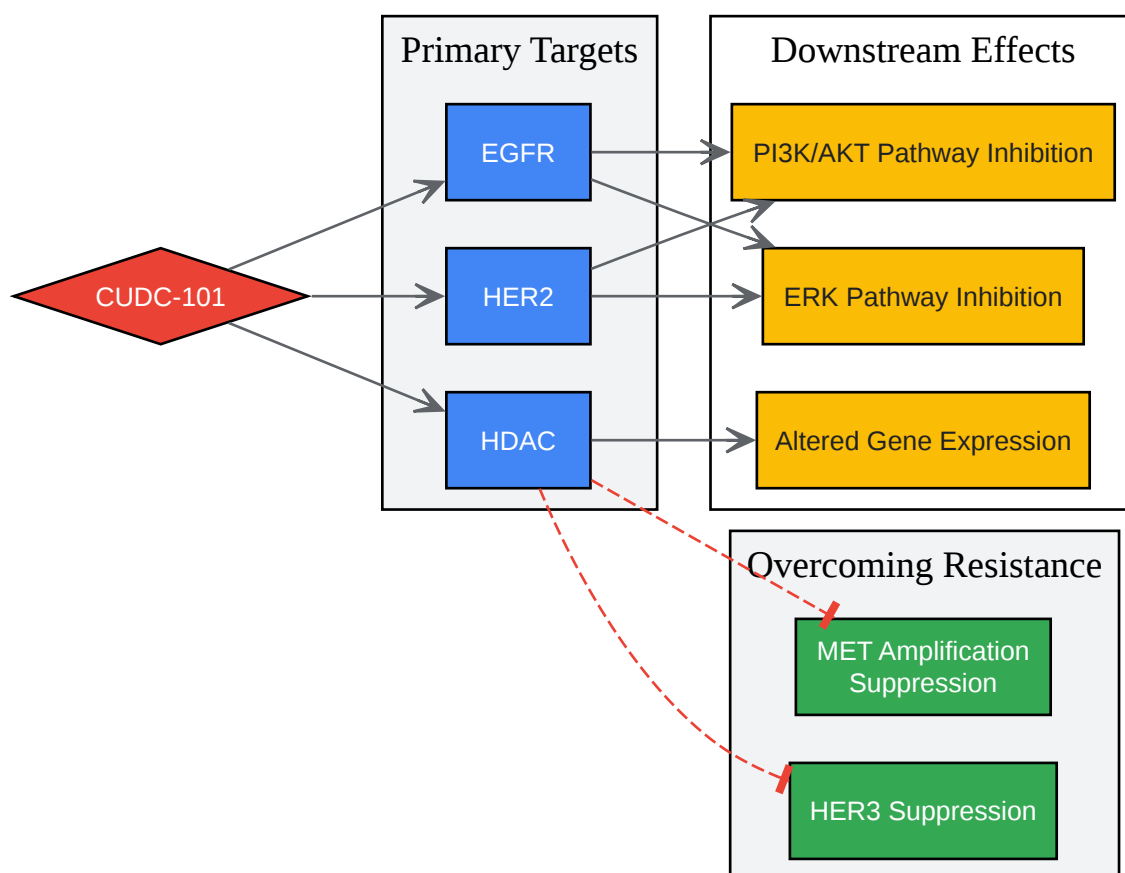 Primary Targets
Downstream Effects
EGFR
PI3K/AKT Pathway Inhibition
CUDC-101
HER2
ERK Pathway Inhibition
HDAC
Altered Gene Expression
Overcoming Resistance
MET Amplification
Suppression
HER3 Suppression